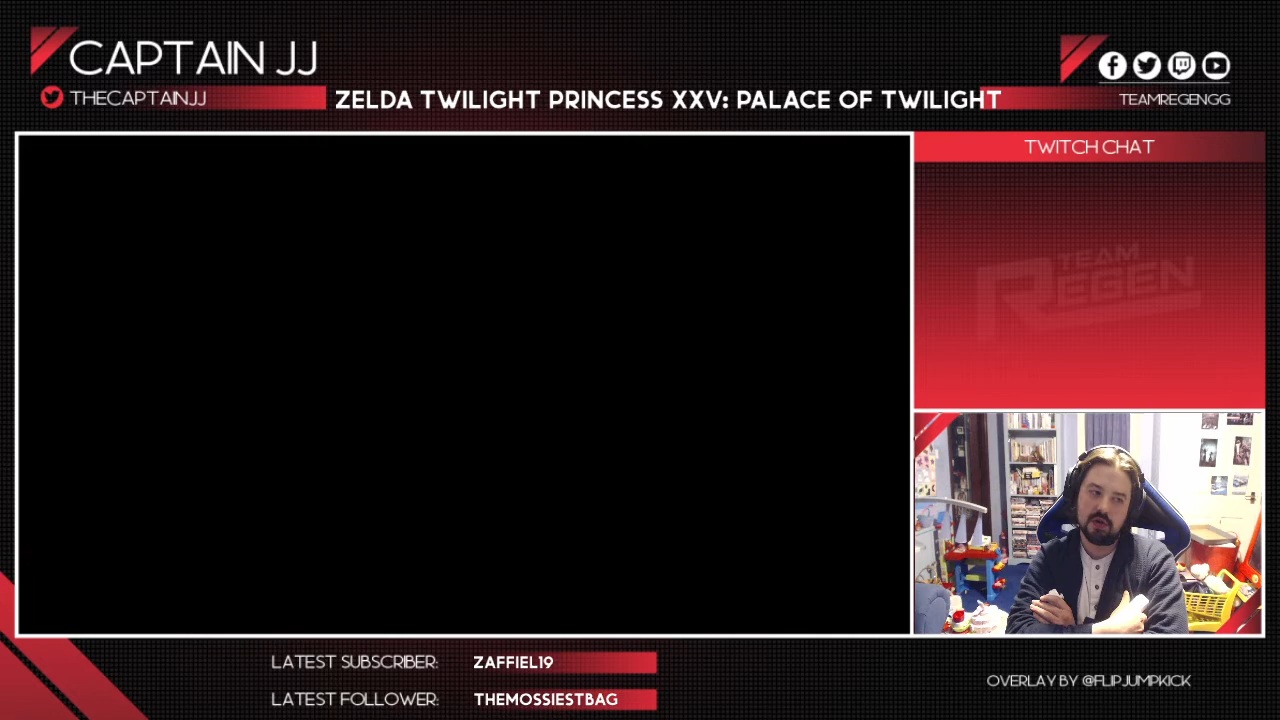 CAPTAIN JJ
THECAPTAINJJ
ZELDA TWILIGHT PRINCESS XXV: PALACE OF TWILIGHT
TEAMREGENGG
TWITCH CHAT
TEAM
REGEN
LATEST SUBSCRIBER: ZAFFIEL19
LATEST FOLLOWER: THEMOSSIESTBAG
OVERLAY BY @FLIPJUMPKICK